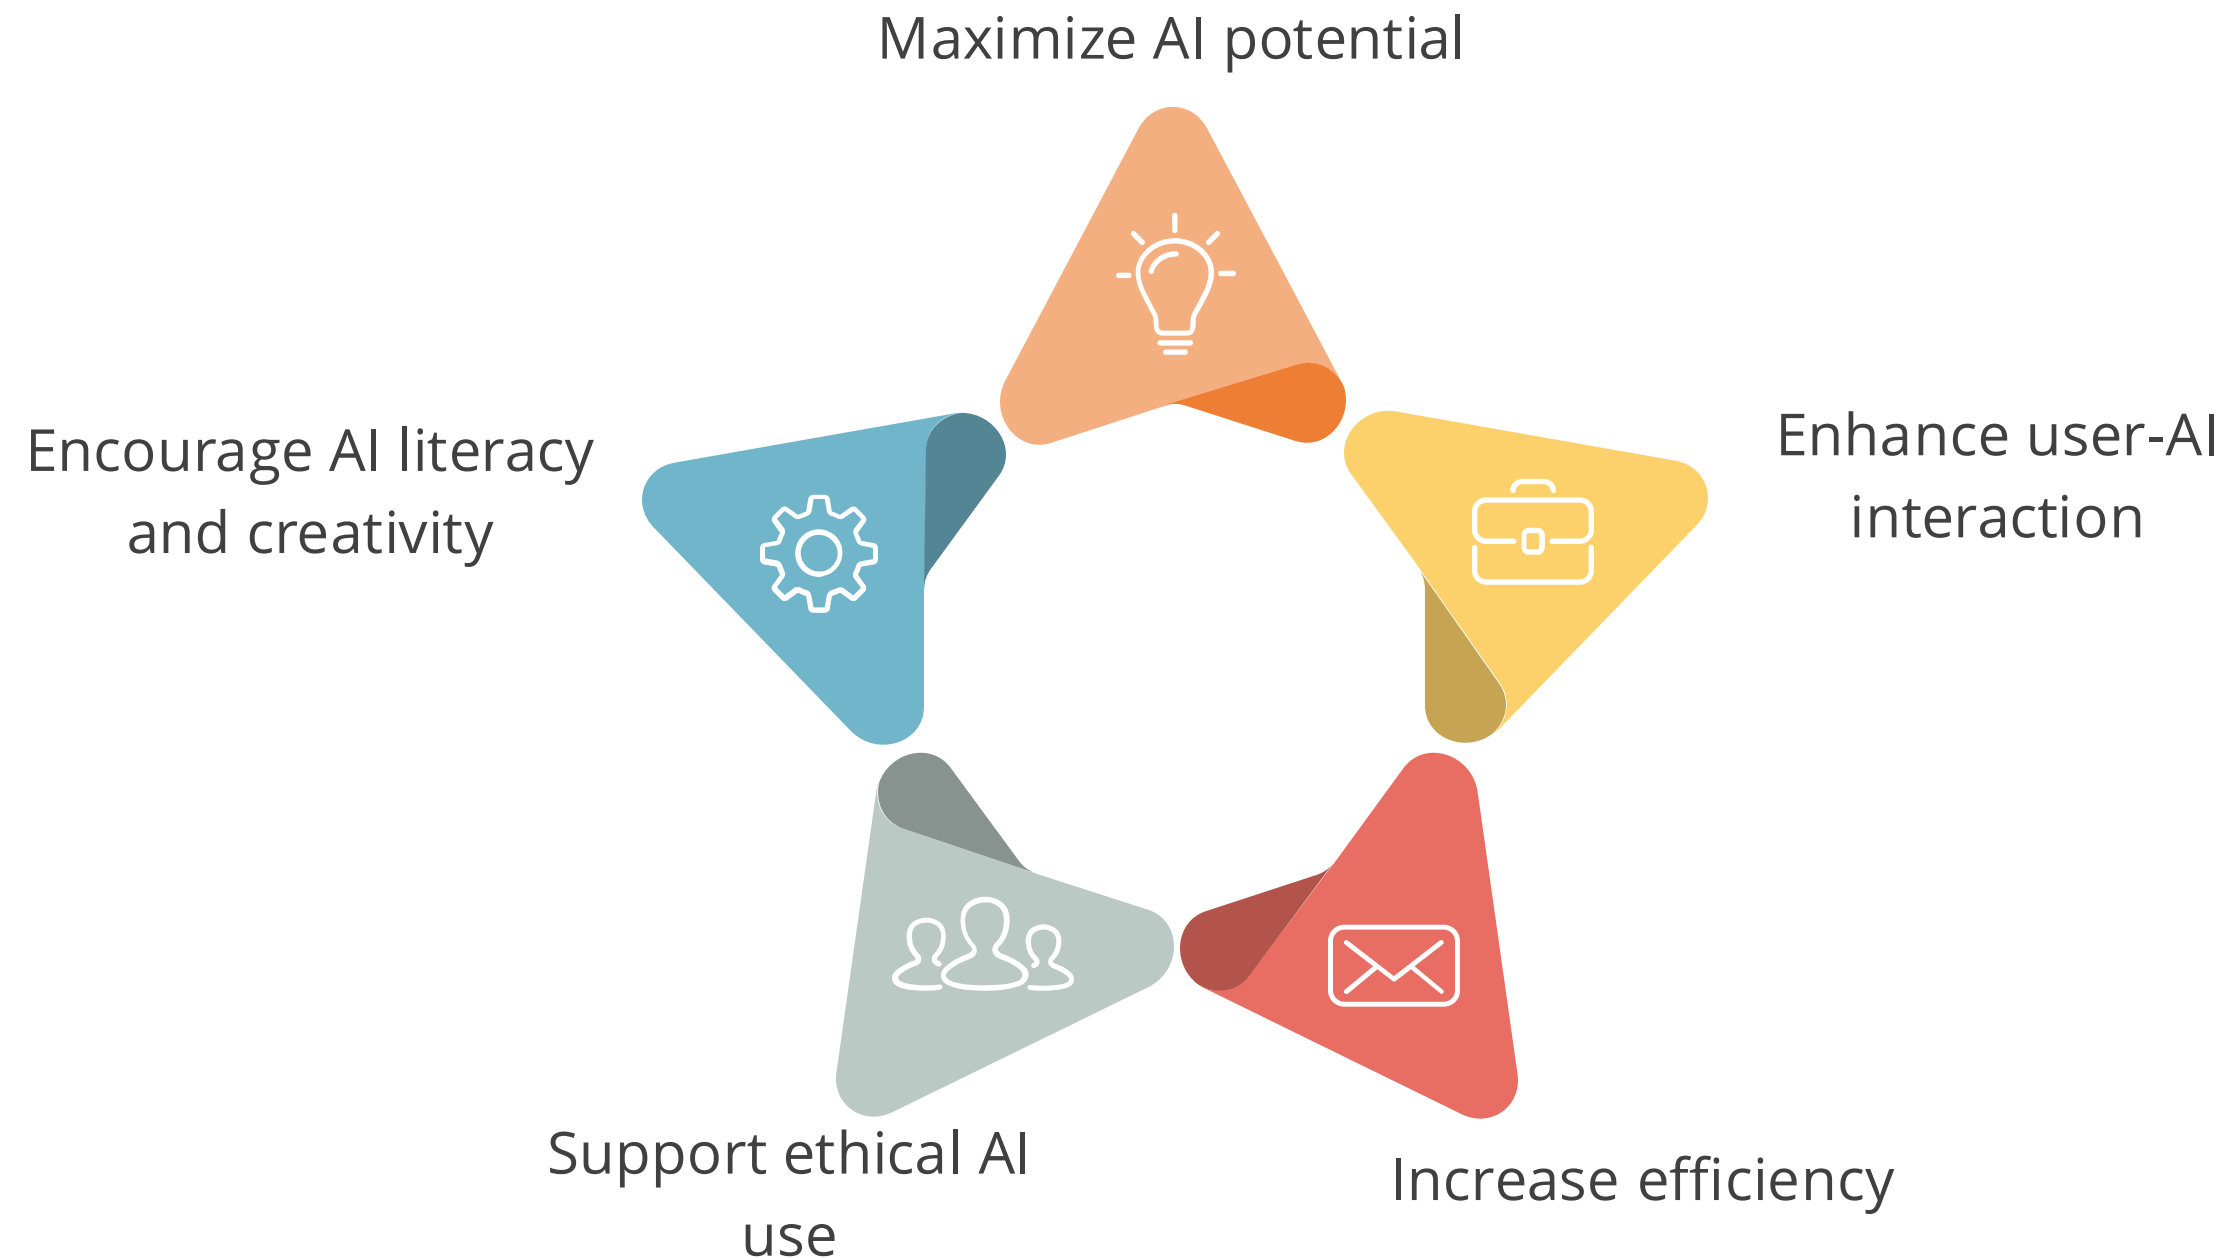 Maximize AI potential
Enhance user-AI
interaction
Encourage AI literacy
and creativity
Support ethical AI
use
Increase efficiency